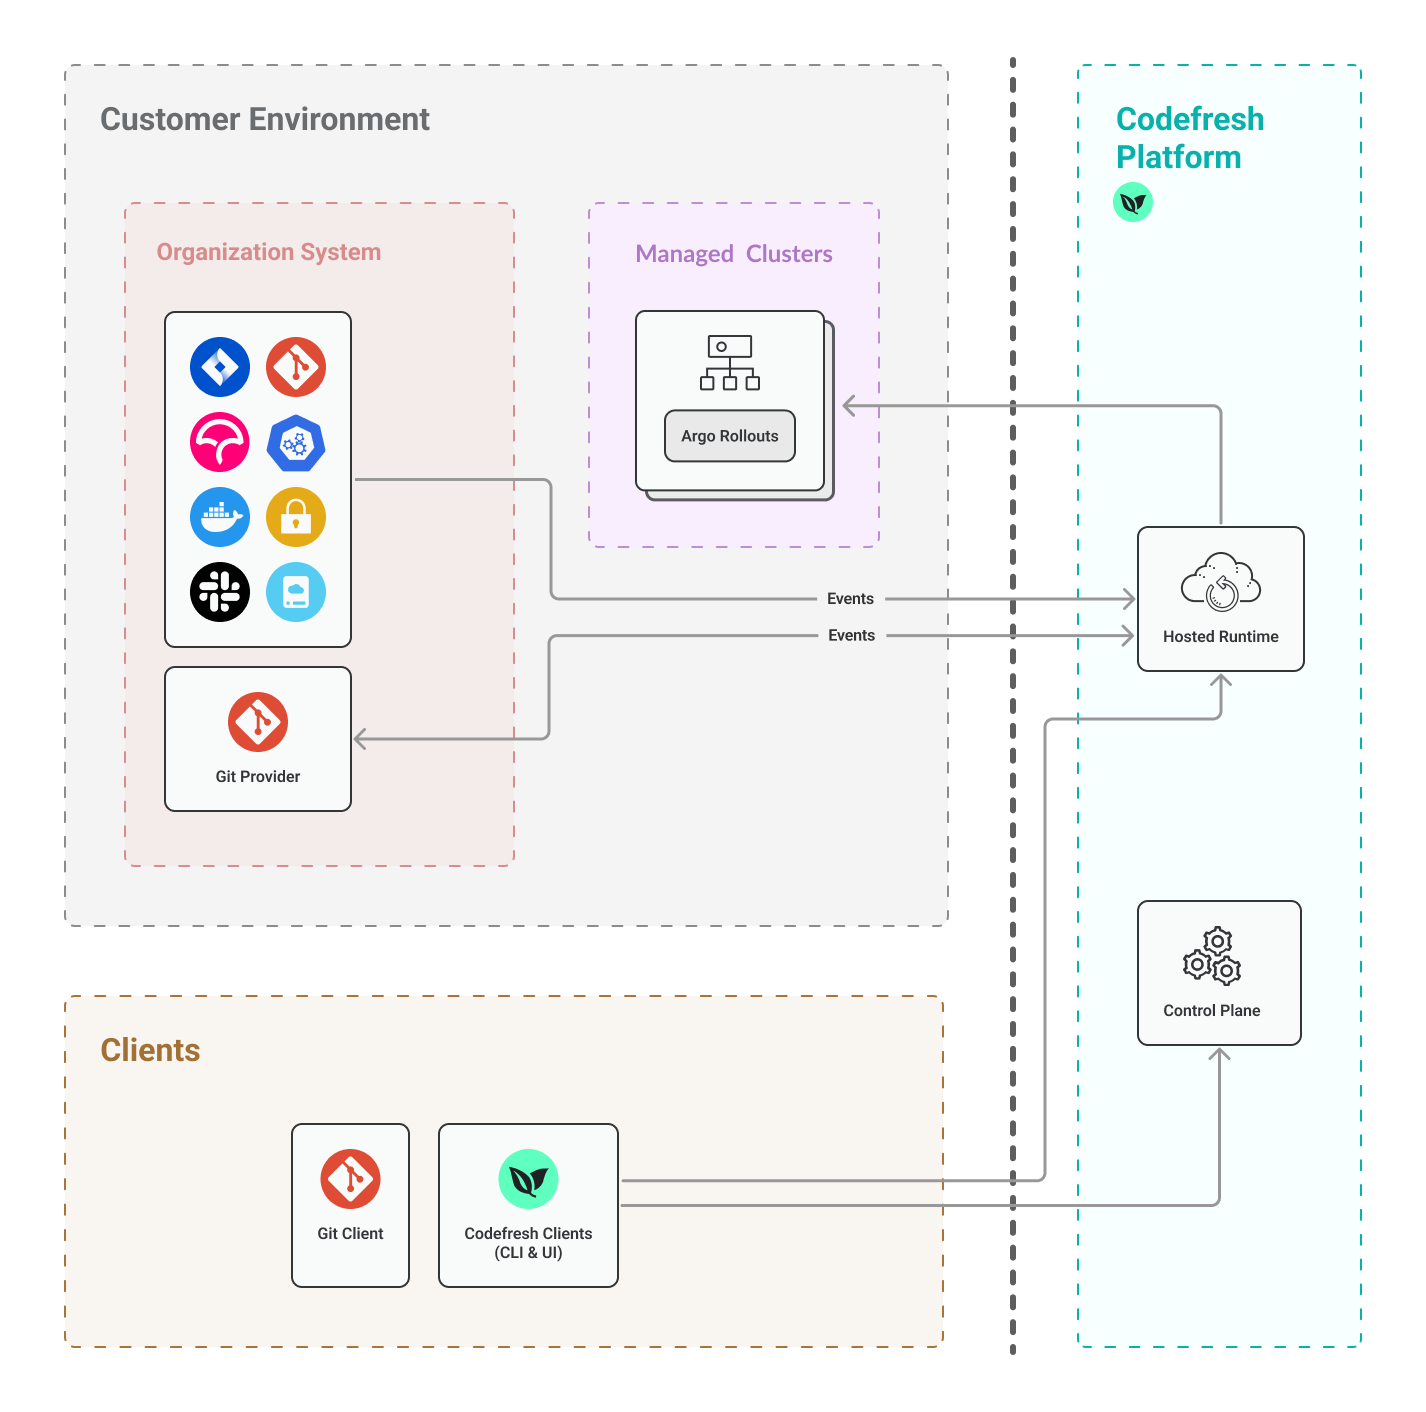 Customer Environment
Organization System
Git Provider
Managed  Clusters
Argo Rollouts
Events
Events
Codefresh
Platform
Hosted Runtime
Control Plane
Clients
Git Client
Codefresh Clients
(CLI & UI)